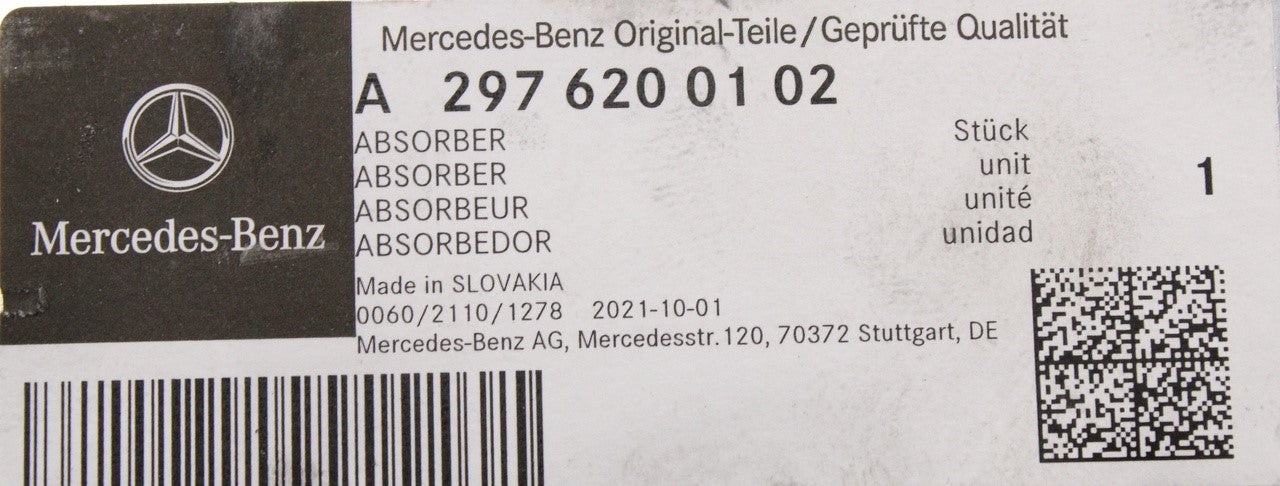 Mercedes-Benz Original-Teile/Geprüfte Qualität
A 297 620 01 02
ABSORBER
ABSORBER
ABSORBEUR
ABSORBEDOR
Stück
unit
unité
unidad
1
Mercedes-Benz
Made in SLOVAKIA
0060/2110/1278 2021-10-01
Mercedes-Benz AG, Mercedesstr.120, 70372 Stuttgart, DE